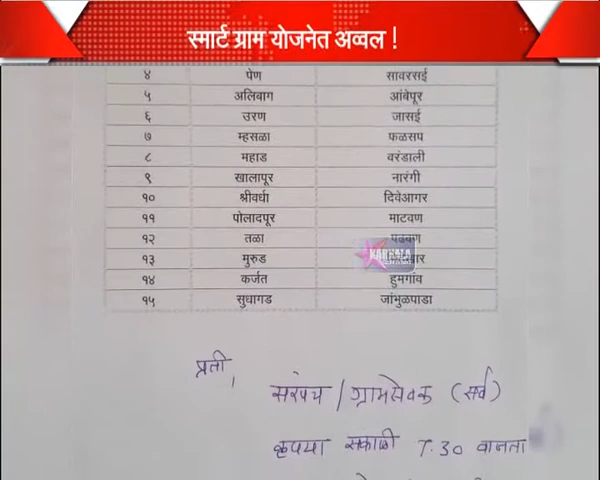 स्मार्ट ग्राम योजनेत अव्वल !
४ पेण सावरसई
५ अलिबाग आंबेपूर
६ उरण जासई
७ म्हसळा फळसप
८ महाड वरंडाली
९ खालापूर नारंगी
१० श्रीवर्धा दिवेआगर
११ पोलादपूर माटवण
१२ तळा
१३ मुरुड
१४ कर्जत हुमगांव
१५ सुधागड जांभुळपाडा
KARNALA
प्रती,
सरपंच / ग्रामसेवक (सर्व)
कृपया सकाळी 7.30 वाजता